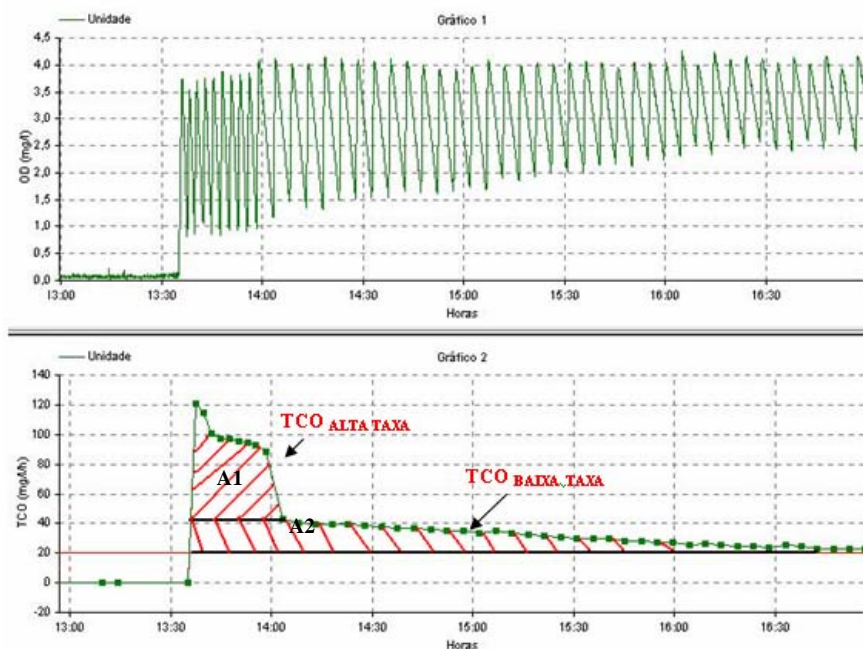 Unidade
Gráfico 1
4,5
4,0
3,5
3,0
2,5
2,0
1,5
1,0
0,5
0,0
OD (mg/l)
13:00
13:30
14:00
14:30
15:00
15:30
16:00
16:30
Horas
Unidade
Gráfico 2
140
120
100
80
60
40
20
0
-20
TCO (mg/l/h)
TCO ALTA TAXA
A1
TCO BAIXA TAXA
A2
13:00
13:30
14:00
14:30
15:00
15:30
16:00
16:30
Horas